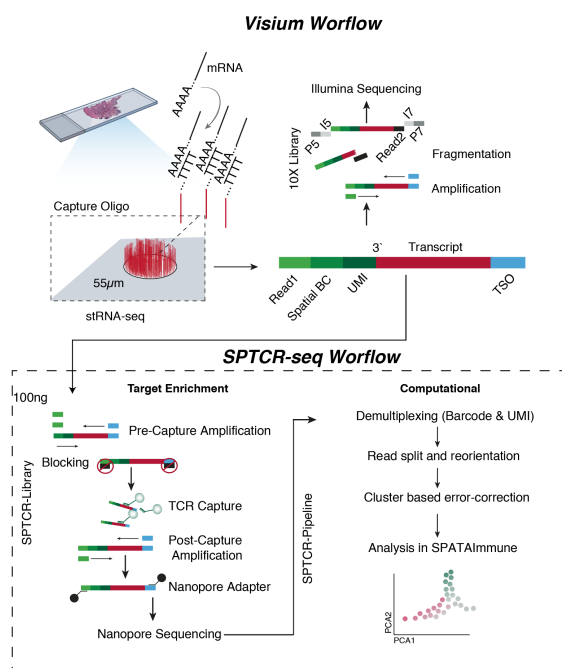 Visium Worflow
mRNA
AAAA
AAAA
TTTT
AAAA
TTTT
AAAA
TTTT
Capture Oligo
55µm
stRNA-seq
Illumina Sequencing
10X Library
P5
I5
Read2
I7
P7
Fragmentation
Amplification
3`
Transcript
Read1
Spatial BC
UMI
TSO
SPTCR-seq Worflow
Target Enrichment
100ng
Pre-Capture Amplification
Blocking
SPTCR-Library
TCR Capture
Post-Capture
Amplification
Nanopore Adapter
Nanopore Sequencing
SPTCR-Pipeline
Computational
Demultiplexing (Barcode & UMI)
Read split and reorientation
Cluster based error-correction
Analysis in SPATAImmune
PCA2
PCA1